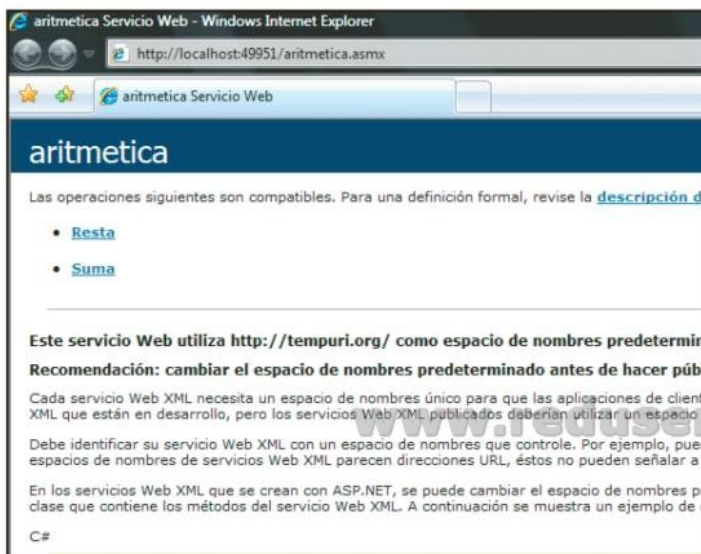 aritmetica Servicio Web - Windows Internet Explorer
http://localhost:49951/aritmetica.asmx
aritmetica Servicio Web
aritmetica
Las operaciones siguientes son compatibles. Para una definición formal, revise la descripción d
• Resta
• Suma
Este servicio Web utiliza http://tempuri.org/ como espacio de nombres predetermin
Recomendación: cambiar el espacio de nombres predeterminado antes de hacer púb
Cada servicio Web XML necesita un espacio de nombres único para que las aplicaciones de client
XML que están en desarrollo, pero los servicios Web XML publicados deberían utilizar un espacio
www.reduser
Debe identificar su servicio Web XML con un espacio de nombres que controle. Por ejemplo, pue
espacios de nombres de servicios Web XML parecen direcciones URL, éstos no pueden señalar a
En los servicios Web XML que se crean con ASP.NET, se puede cambiar el espacio de nombres p
clase que contiene los métodos del servicio Web XML. A continuación se muestra un ejemplo de
C#